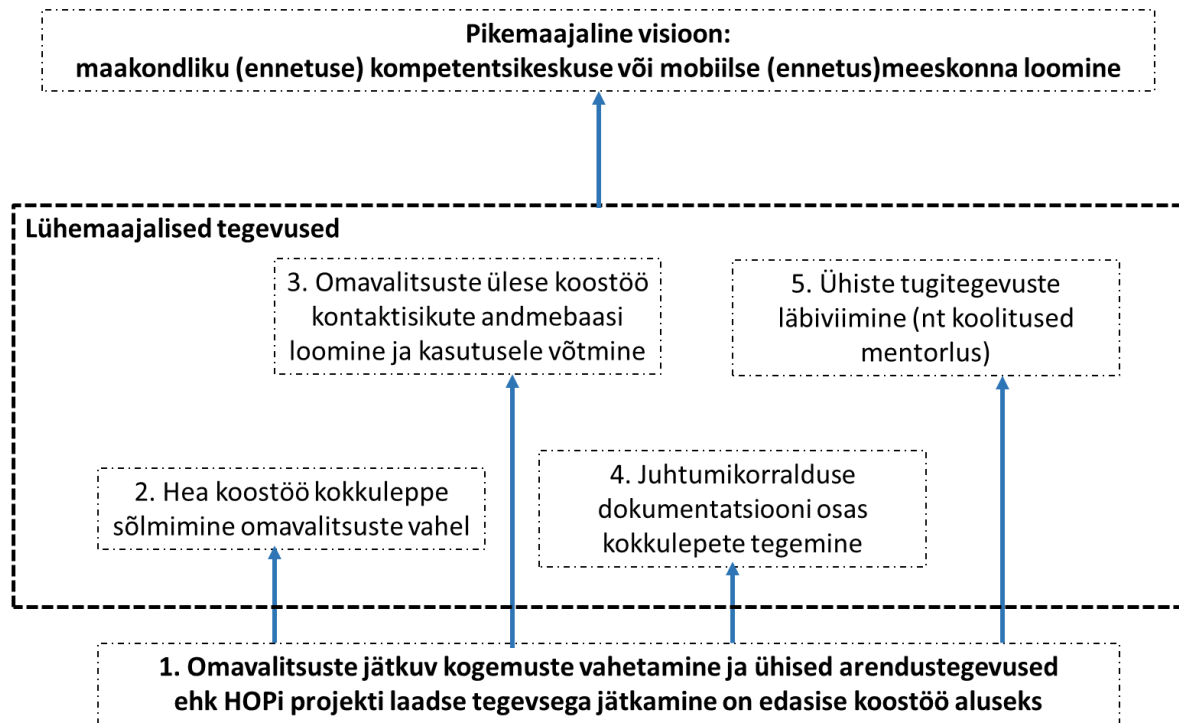 Pikemaajaline visioon:
maakondliku (ennetuse) kompetentsikeskuse või mobiilse (ennetus)meeskonna loomine
Lühemaajalised tegevused
3. Omavalitsuste ülese koostöö
kontaktisikute andmebaasi
loomine ja kasutusele võtmine
5. Ühiste tugitegevuste
läbiviimine (nt koolitused
mentorlus)
2. Hea koostöö kokkuleppe
sõlmimine omavalitsuste vahel
4. Juhtumikorralduse
dokumentatsiooni osas
kokkulepete tegemine
1. Omavalitsuste jätkuv kogemuste vahetamine ja ühised arendustegevused
ehk HOPi projekti laadse tegevsega jätkamine on edasise koostöö aluseks